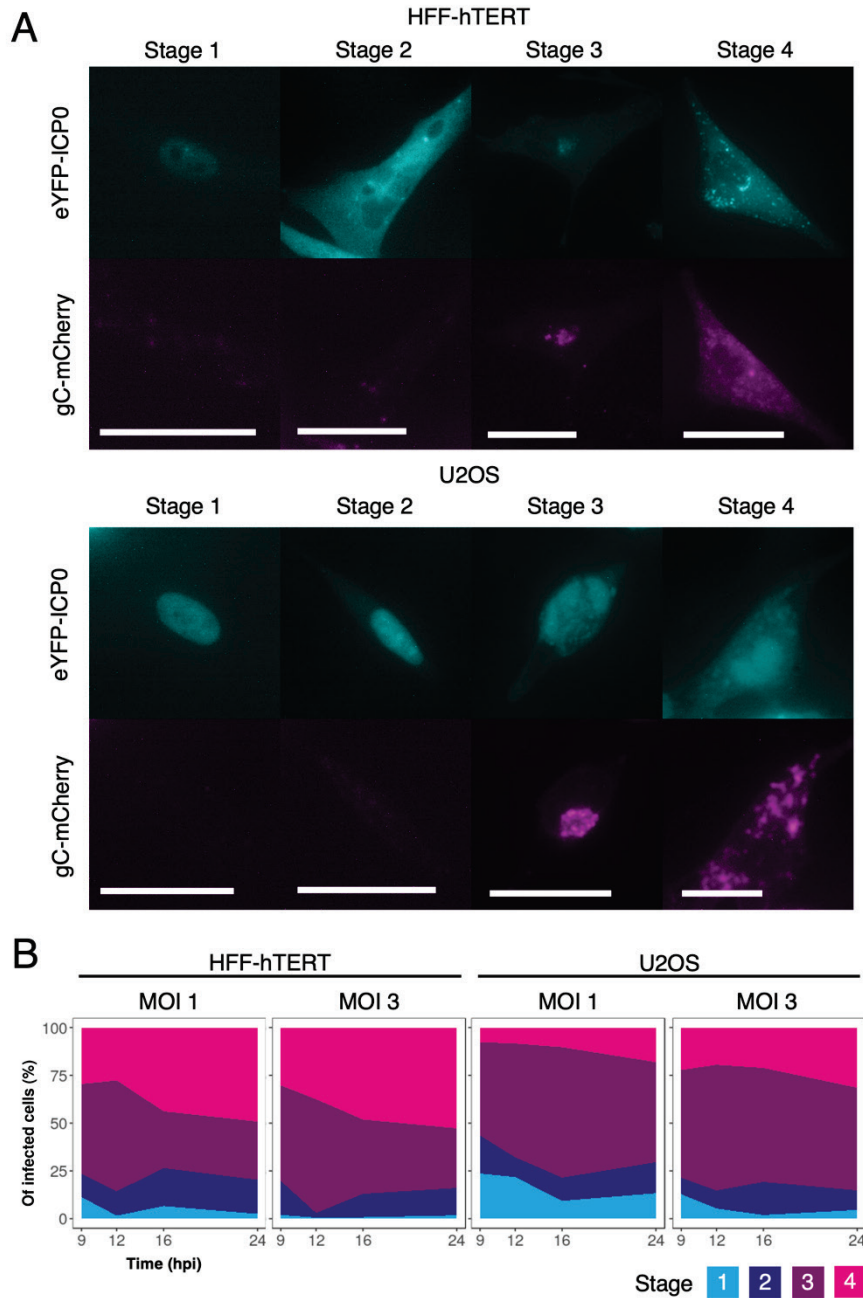 A
HFF-hTERT
Stage 1 Stage 2 Stage 3 Stage 4
eYFP-ICP0
gC-mCherry
U2OS
Stage 1 Stage 2 Stage 3 Stage 4
eYFP-ICP0
gC-mCherry
B
HFF-hTERT U2OS
MOI 1 MOI 3 MOI 1 MOI 3
Of infected cells (%)
100
75
50
25
0
9 12 16 24 9 12 16 24 9 12 16 24 9 12 16 24
Time (hpi)
Stage 1 2 3 4